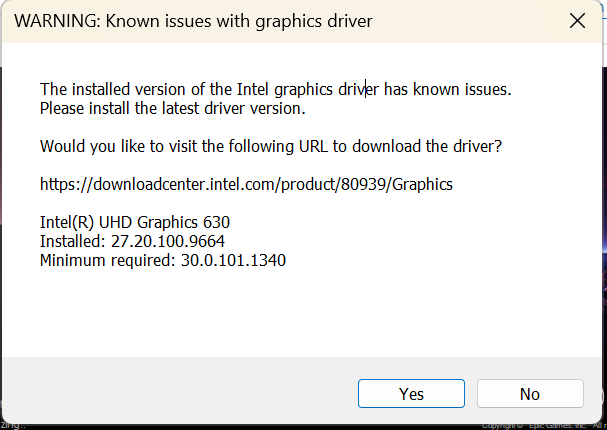 WARNING: Known issues with graphics driver
The installed version of the Intel graphics driver has known issues.
Please install the latest driver version.
Would you like to visit the following URL to download the driver?
https://downloadcenter.intel.com/product/80939/Graphics
Intel(R) UHD Graphics 630
Installed: 27.20.100.9664
Minimum required: 30.0.101.1340
Yes
No
zing..
Copyright © Epic Games, Inc. All